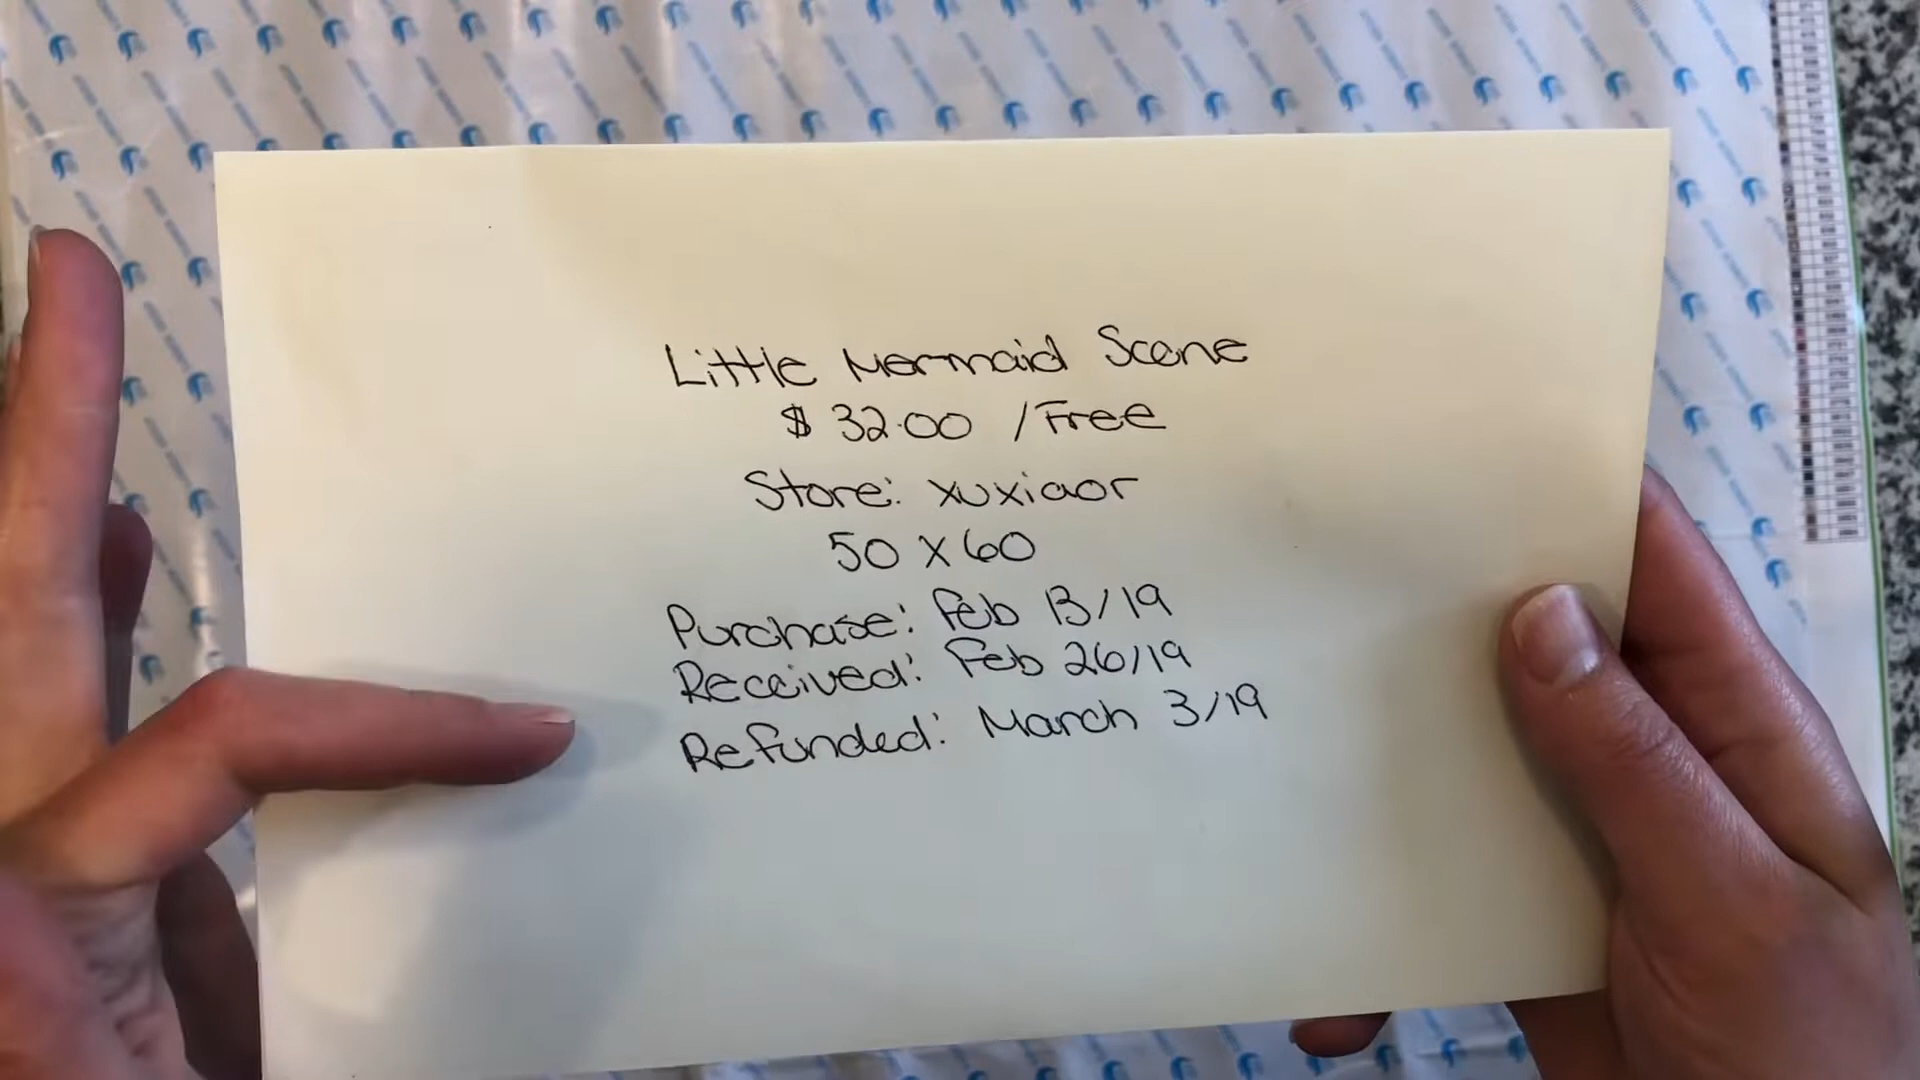 Little Mermaid Scene
$ 32.00 / Free
Store: xuxiaor
50 x 60
Purchase: Feb 13/19
Received: Feb 26/19
Refunded: March 3/19